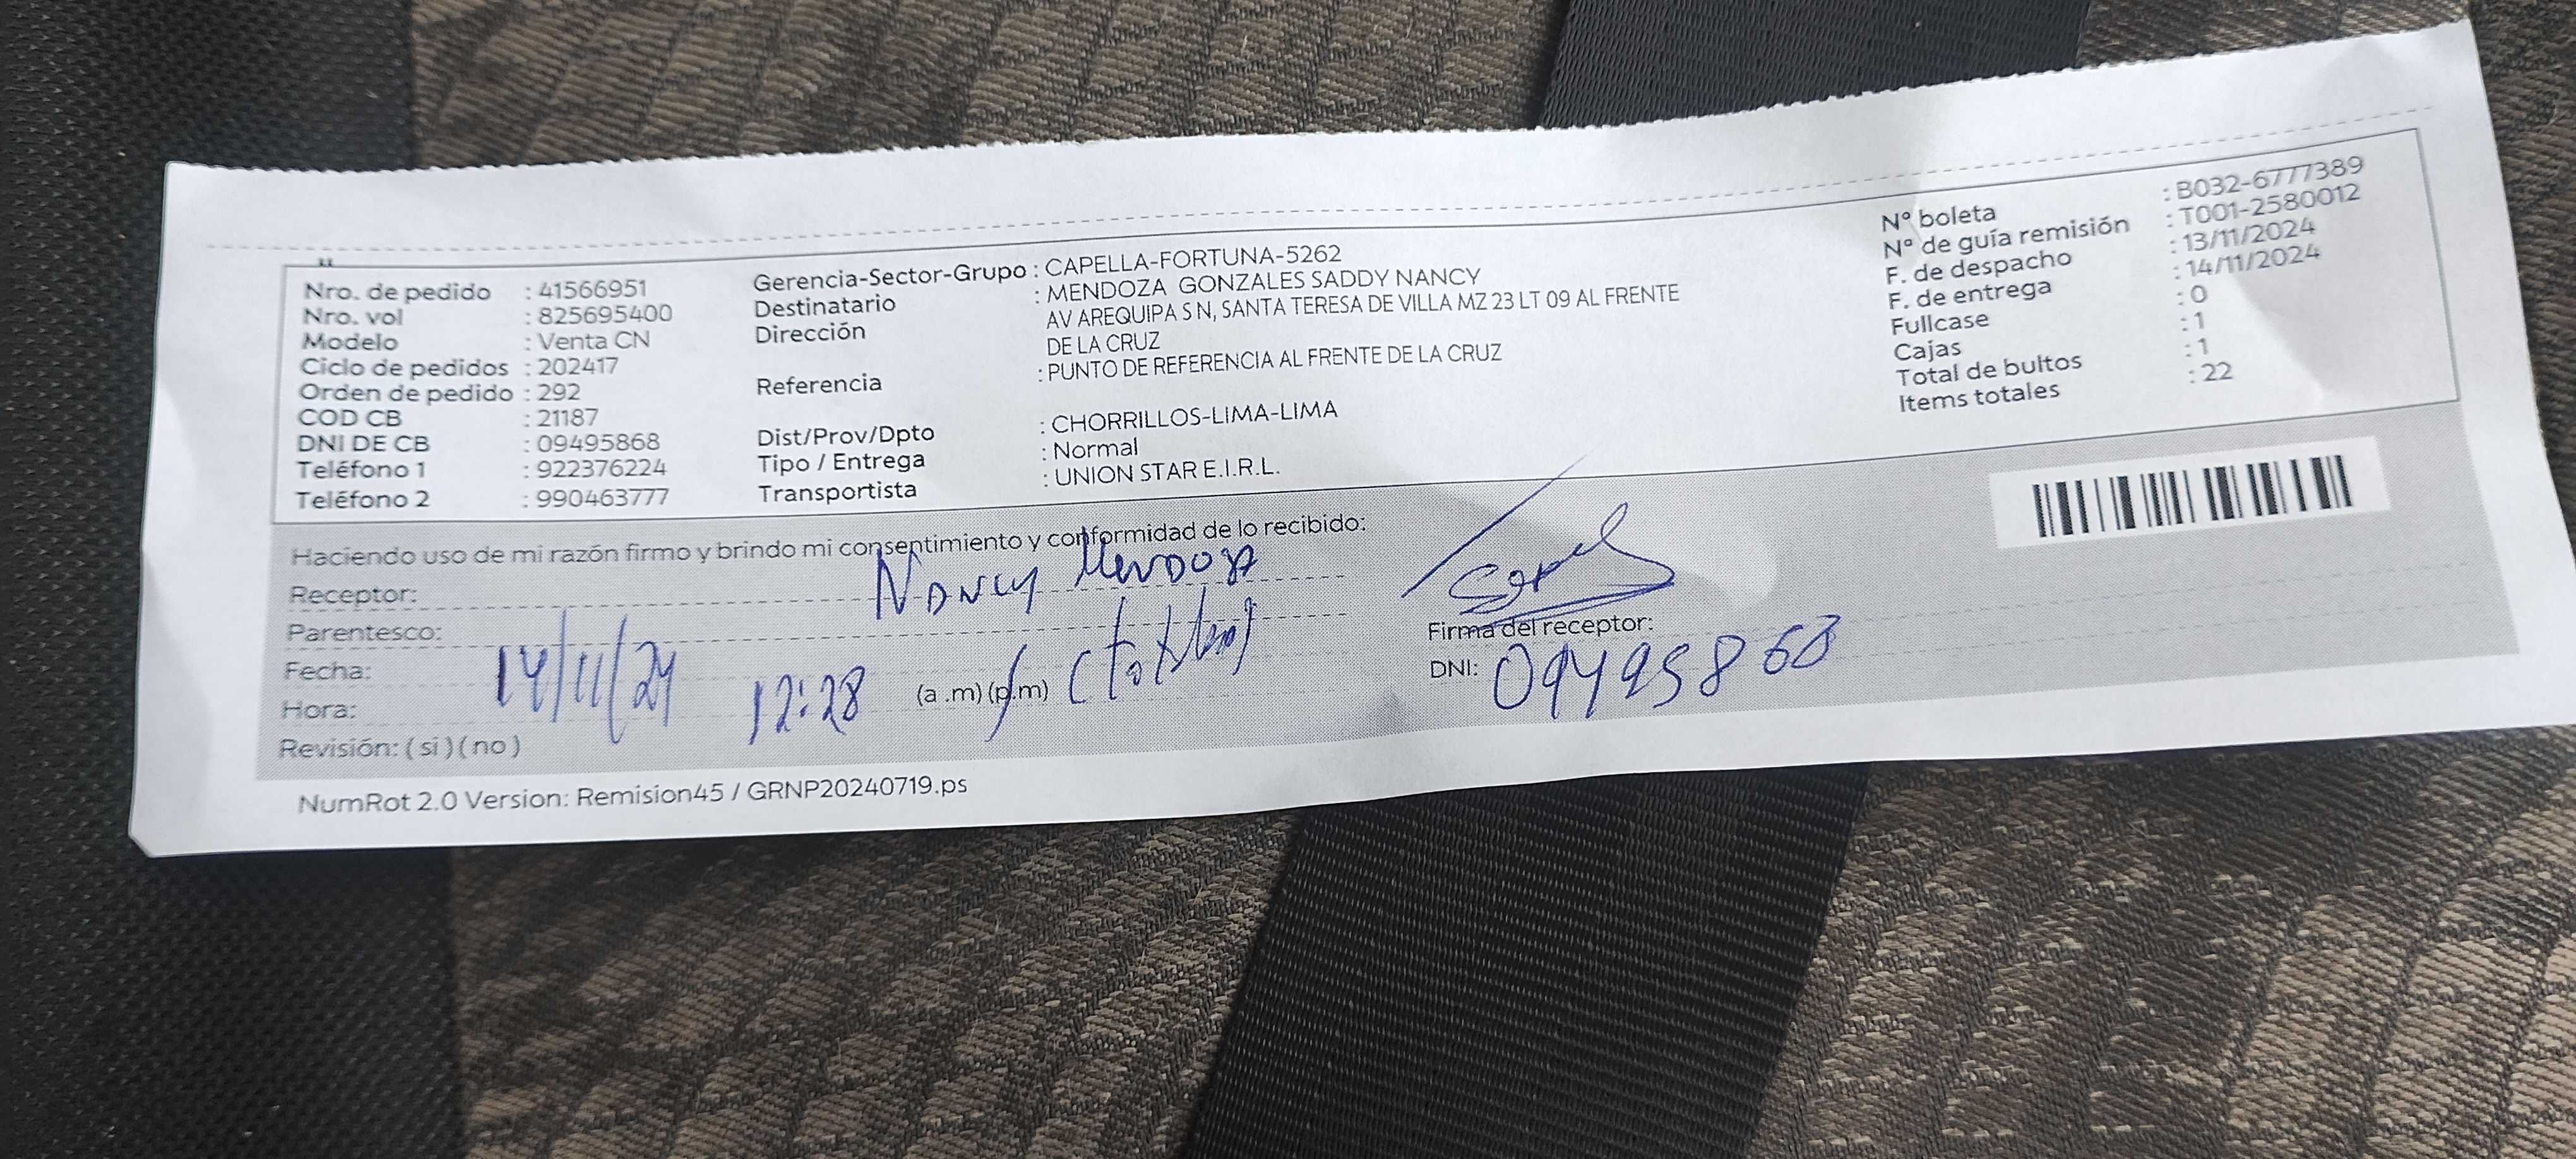 Nro. de pedido : 41566951
Nro. vol : 825695400
Modelo : Venta CN
Ciclo de pedidos : 202417
Orden de pedido : 292
COD CB : 21187
DNI DE CB : 09495868
Teléfono 1 : 922376224
Teléfono 2 : 990463777
Gerencia-Sector-Grupo : CAPELLA-FORTUNA-5262
Destinatario : MENDOZA GONZALES SADDY NANCY
Dirección AV AREQUIPA S N, SANTA TERESA DE VILLA MZ 23 LT 09 AL FRENTE
DE LA CRUZ
Referencia : PUNTO DE REFERENCIA AL FRENTE DE LA CRUZ
Dist/Prov/Dpto : CHORRILLOS-LIMA-LIMA
Tipo / Entrega : Normal
Transportista : UNION STAR E.I.R.L.
N° boleta : B032-6777389
N° de guía remisión : T001-2580012
F. de despacho : 13/11/2024
F. de entrega : 14/11/2024
Fullcase : 0
Cajas : 1
Total de bultos : 1
Items totales : 22
Haciendo uso de mi razón firmo y brindo mi consentimiento y conformidad de lo recibido:
Receptor: Nancy Mendoza
Parentesco:
Fecha: 14/11/24
Hora: 12:28 (a .m) (p.m)
Revisión: ( si ) ( no )
Firma del receptor:
DNI: 09495868
NumRot 2.0 Version: Remision45 / GRNP20240719.ps